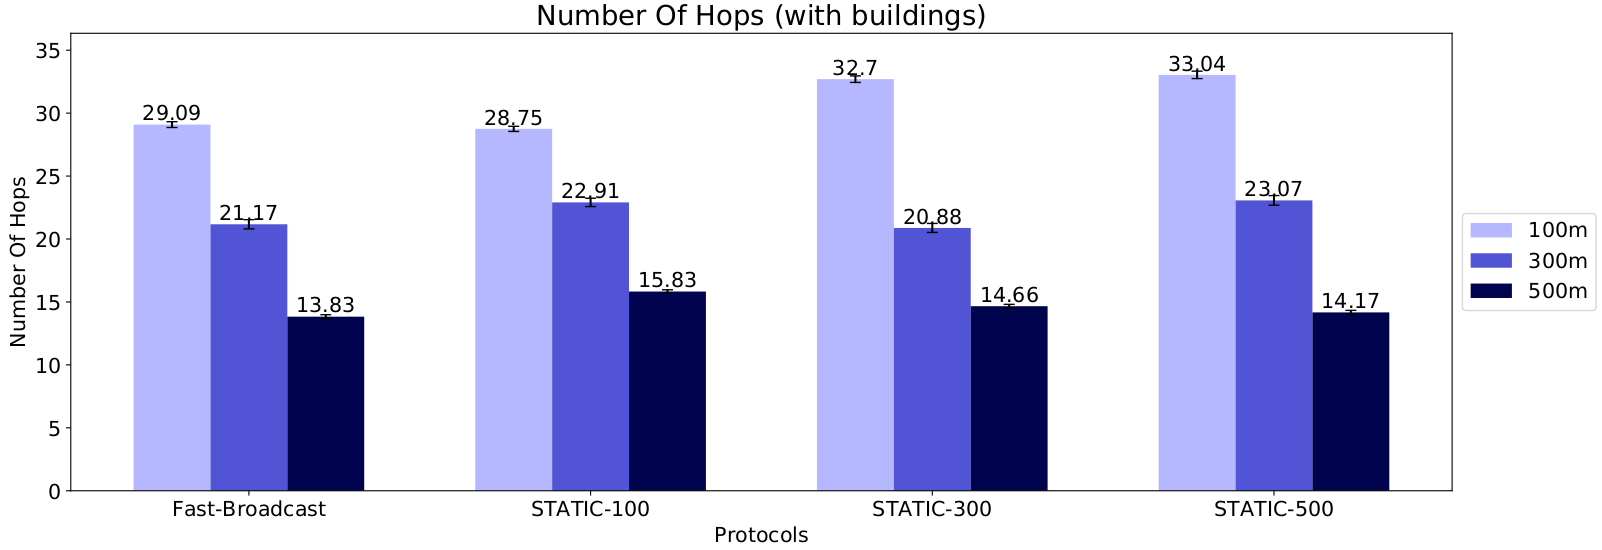 Number Of Hops (with buildings)
Number Of Hops
35
30
25
20
15
10
5
0
29.09
21.17
13.83
28.75
22.91
15.83
32.7
20.88
14.66
33.04
23.07
14.17
Fast-Broadcast
STATIC-100
STATIC-300
STATIC-500
Protocols
100m
300m
500m